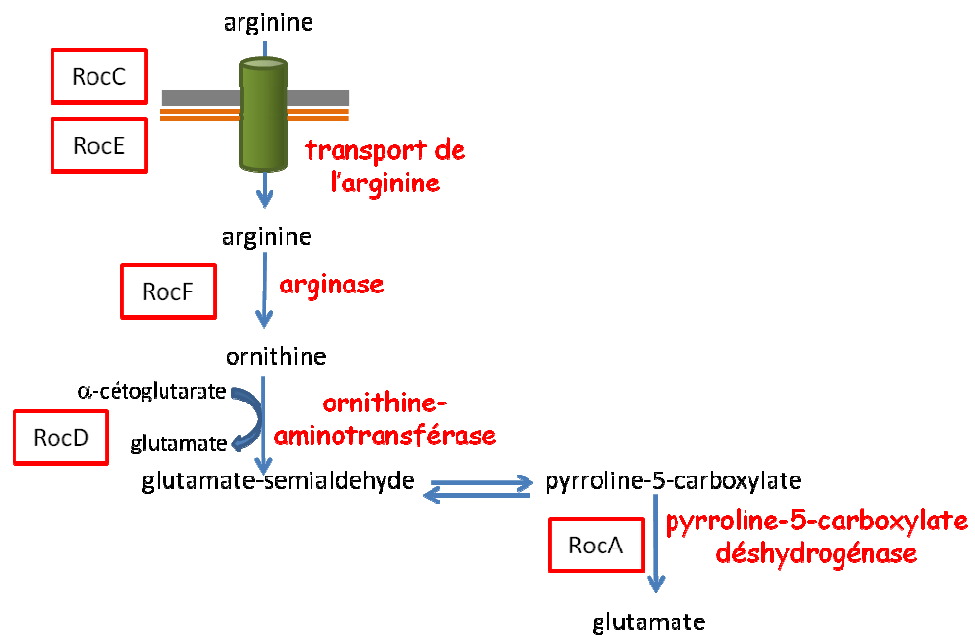 arginine
RocC
RocE
transport de
l'arginine
arginine
RocF
arginase
ornithine
α-cétoglutarate
RocD
glutamate
ornithine-
aminotransférase
glutamate-semialdehyde
pyrroline-5-carboxylate
RocA
pyrroline-5-carboxylate
déshydrogénase
glutamate